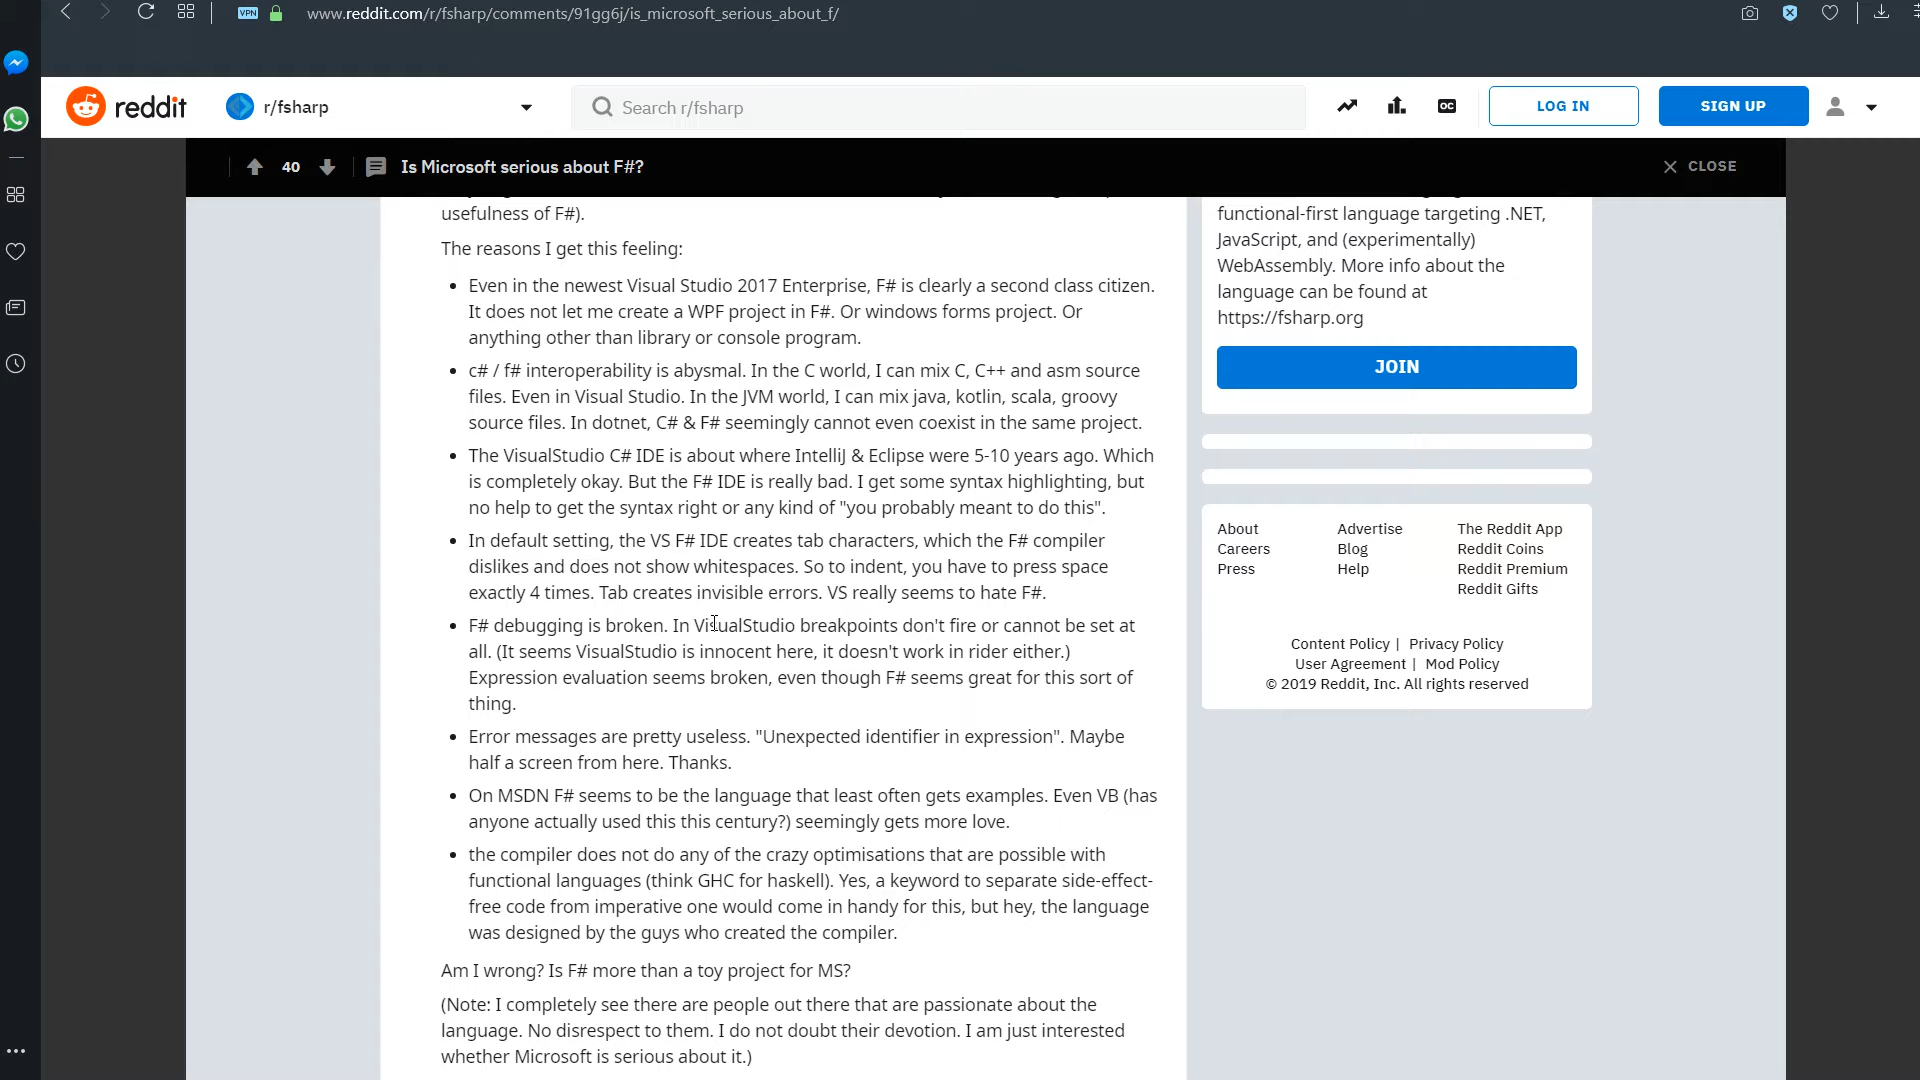 VPN
www.reddit.com/r/fsharp/comments/91gg6j/is_microsoft_serious_about_f/
reddit
r/fsharp
Search r/fsharp
OC
LOG IN
SIGN UP
40
Is Microsoft serious about F#?
CLOSE
usefulness of F#).
The reasons I get this feeling:
• Even in the newest Visual Studio 2017 Enterprise, F# is clearly a second class citizen.
It does not let me create a WPF project in F#. Or windows forms project. Or
anything other than library or console program.
• c# / f# interoperability is abysmal. In the C world, I can mix C, C++ and asm source
files. Even in Visual Studio. In the JVM world, I can mix java, kotlin, scala, groovy
source files. In dotnet, C# & F# seemingly cannot even coexist in the same project.
• The VisualStudio C# IDE is about where IntelliJ & Eclipse were 5-10 years ago. Which
is completely okay. But the F# IDE is really bad. I get some syntax highlighting, but
no help to get the syntax right or any kind of "you probably meant to do this".
• In default setting, the VS F# IDE creates tab characters, which the F# compiler
dislikes and does not show whitespaces. So to indent, you have to press space
exactly 4 times. Tab creates invisible errors. VS really seems to hate F#.
• F# debugging is broken. In VisualStudio breakpoints don't fire or cannot be set at
all. (It seems VisualStudio is innocent here, it doesn't work in rider either.)
Expression evaluation seems broken, even though F# seems great for this sort of
thing.
• Error messages are pretty useless. "Unexpected identifier in expression". Maybe
half a screen from here. Thanks.
• On MSDN F# seems to be the language that least often gets examples. Even VB (has
anyone actually used this this century?) seemingly gets more love.
• the compiler does not do any of the crazy optimisations that are possible with
functional languages (think GHC for haskell). Yes, a keyword to separate side-effect-
free code from imperative one would come in handy for this, but hey, the language
was designed by the guys who created the compiler.
Am I wrong? Is F# more than a toy project for MS?
(Note: I completely see there are people out there that are passionate about the
language. No disrespect to them. I do not doubt their devotion. I am just interested
whether Microsoft is serious about it.)
functional-first language targeting .NET,
JavaScript, and (experimentally)
WebAssembly. More info about the
language can be found at
https://fsharp.org
JOIN
About
Careers
Press
Advertise
Blog
Help
The Reddit App
Reddit Coins
Reddit Premium
Reddit Gifts
Content Policy | Privacy Policy
User Agreement | Mod Policy
© 2019 Reddit, Inc. All rights reserved